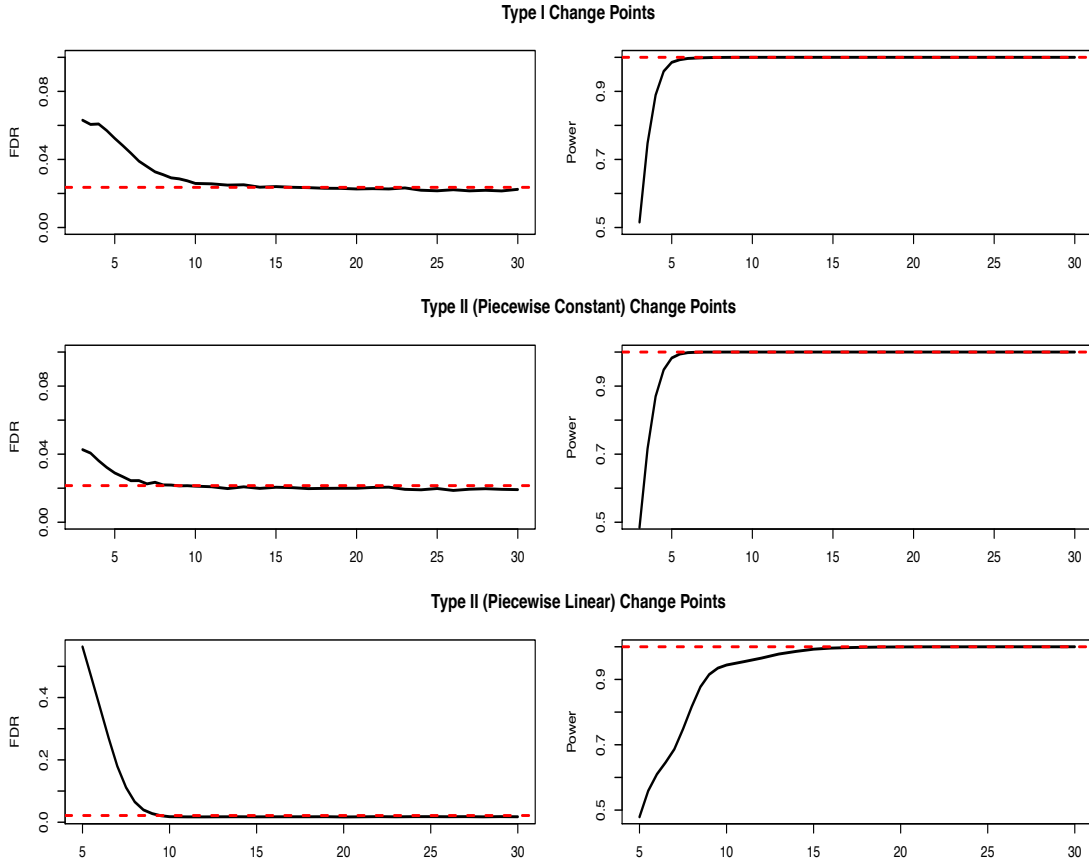 Type I Change Points
FDR
0.00 0.04 0.08
5 10 15 20 25 30
Power
0.5 0.7 0.9
5 10 15 20 25 30
Type II (Piecewise Constant) Change Points
FDR
0.00 0.04 0.08
5 10 15 20 25 30
Power
0.5 0.7 0.9
5 10 15 20 25 30
Type II (Piecewise Linear) Change Points
FDR
0.0 0.2 0.4
5 10 15 20 25 30
Power
0.5 0.7 0.9
5 10 15 20 25 30